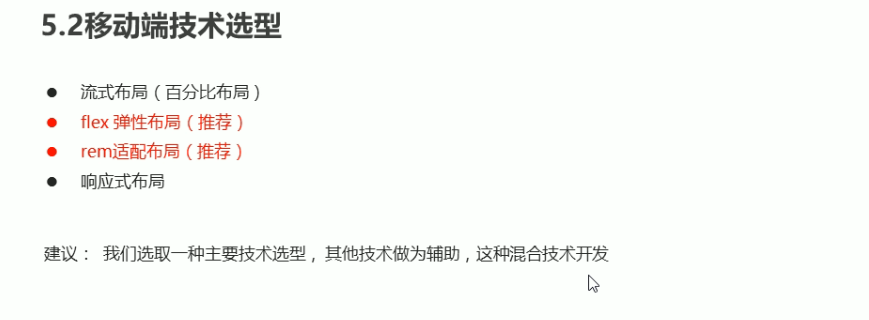 5.2移动端技术选型
● 流式布局（百分比布局）
● flex 弹性布局（推荐）
● rem适配布局（推荐）
● 响应式布局
建议： 我们选取一种主要技术选型，其他技术做为辅助，这种混合技术开发